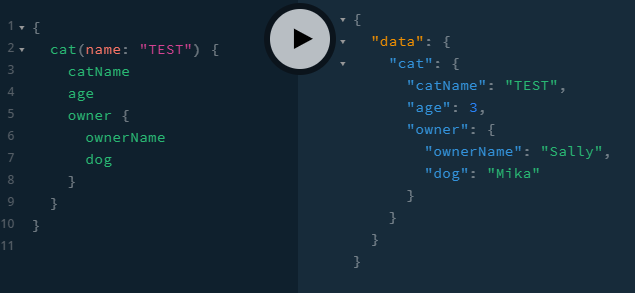 1 {
2 cat(name: "TEST") {
3 catName
4 age
5 owner {
6 ownerName
7 dog
8 }
9 }
10 }
11
{
"data": {
"cat": {
"catName": "TEST",
"age": 3,
"owner": {
"ownerName": "Sally",
"dog": "Mika"
}
}
}
}